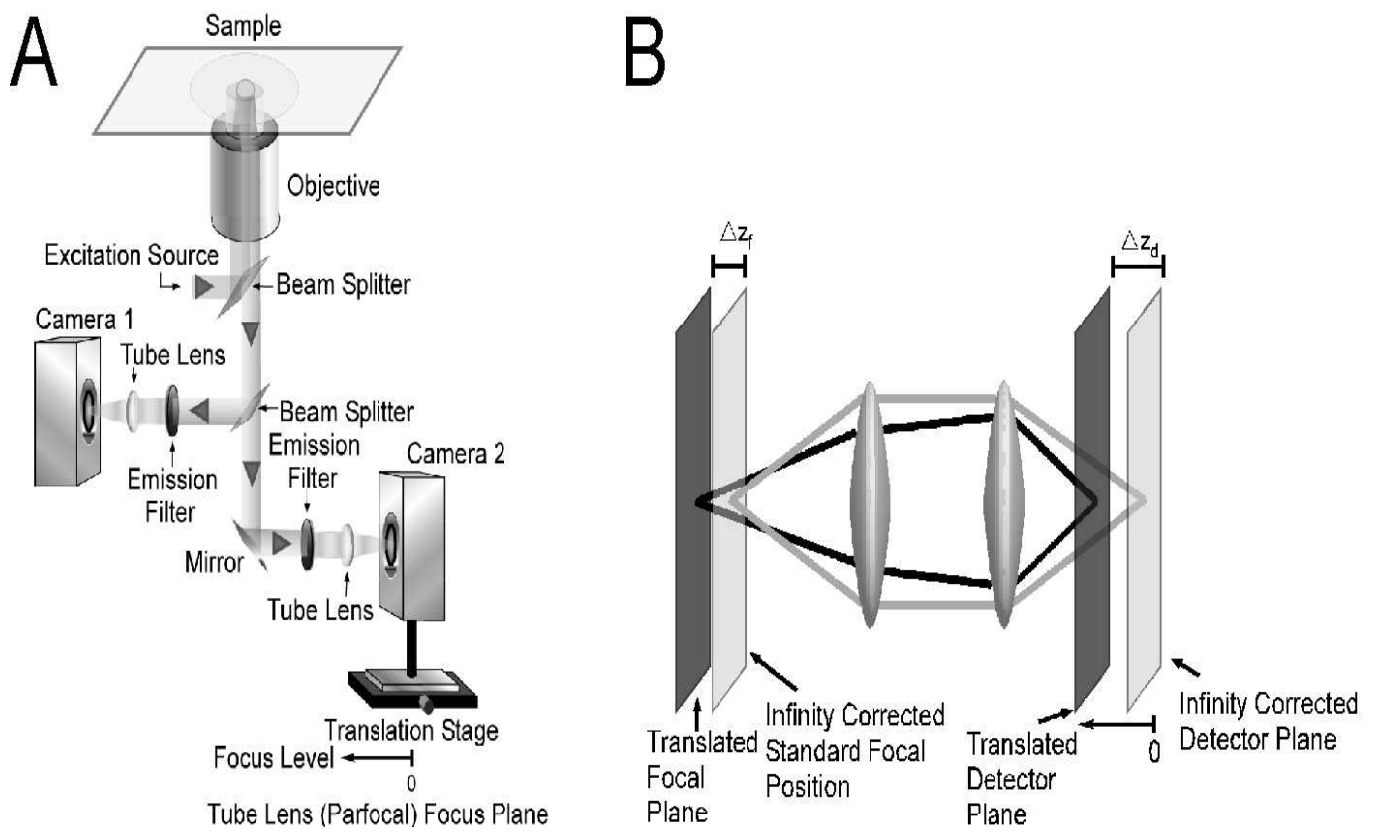 A
Sample
Objective
Excitation Source
Beam Splitter
Camera 1
Tube Lens
Beam Splitter
Emission
Filter
Emission
Filter
Camera 2
Mirror
Tube Lens
Translation Stage
Focus Level
0
Tube Lens (Parfocal) Focus Plane
B
△zf
△zd
Translated
Focal
Plane
Infinity Corrected
Standard Focal
Position
Translated
Detector
Plane
0
Infinity Corrected
Detector Plane